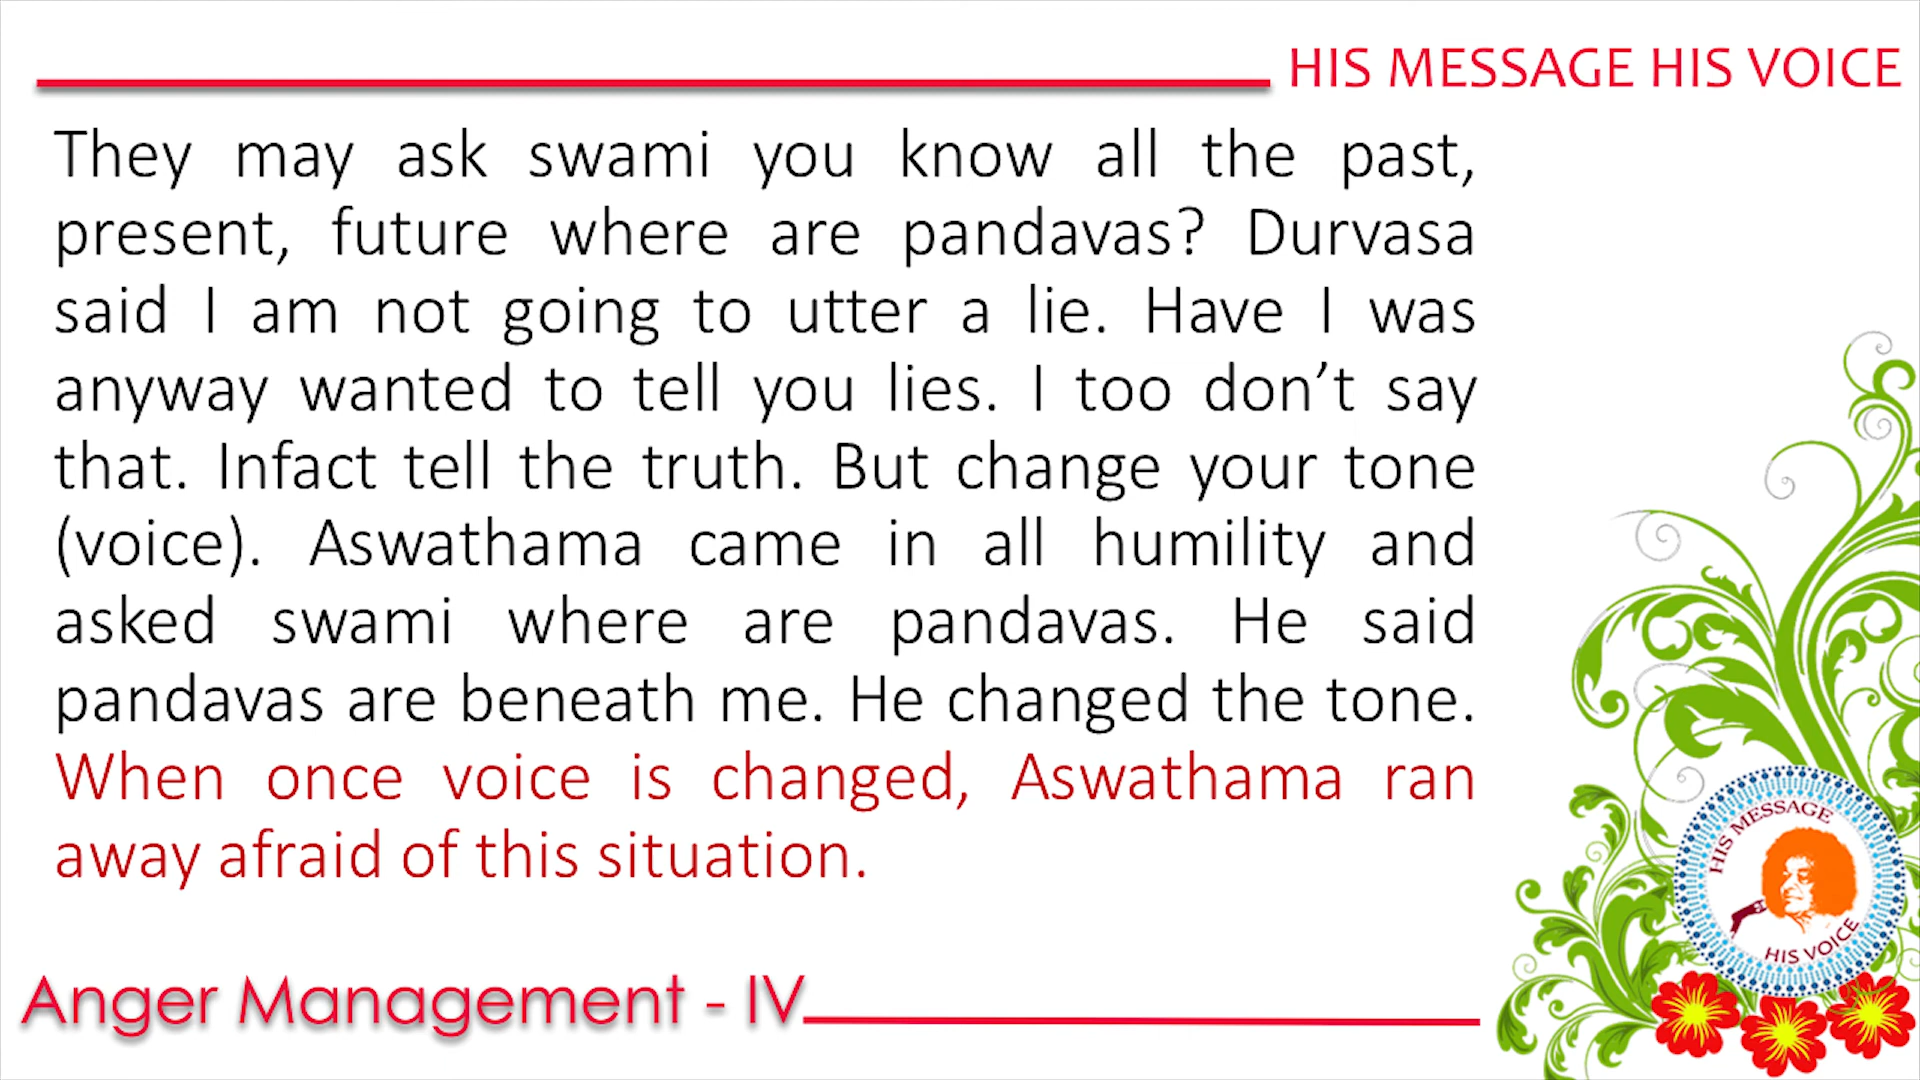 HIS MESSAGE HIS VOICE
They may ask swami you know all the past,
present, future where are pandavas? Durvasa
said I am not going to utter a lie. Have I was
anyway wanted to tell you lies. I too don’t say
that. Infact tell the truth. But change your tone
(voice). Aswathama came in all humility and
asked swami where are pandavas. He said
pandavas are beneath me. He changed the tone.
When once voice is changed, Aswathama ran
away afraid of this situation.
HIS MESSAGE
HIS VOICE
Anger Management - IV